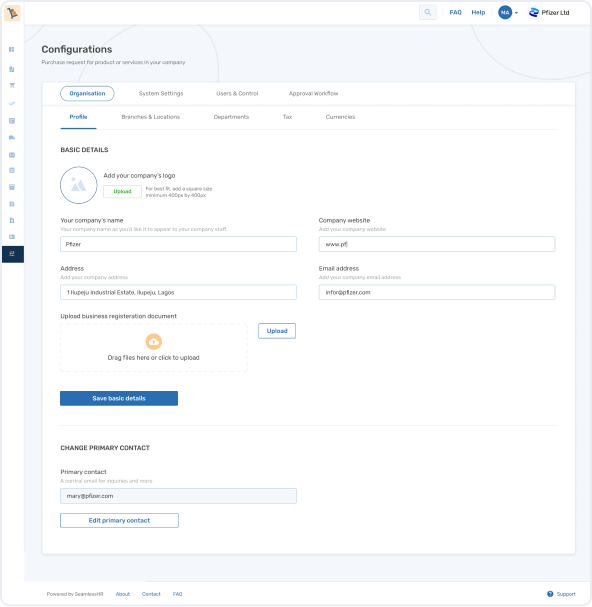 FAQ Help MA Pfizer Ltd
Configurations
Purchase request for product or services in your company
Organisation System Settings Users & Control Approval Workflow
Profile Branches & Locations Departments Tax Currencies
BASIC DETAILS
Add your company's logo
Upload
For best fit, add a square size
minimum 400px by 400px
Your company's name
Your company name as you'd like it to appear to your company staff.
Pfizer
Company website
Add your company website
www.pf
Address
Add your company address
1 Ilupeju Industrial Estate, Ilupeju, Lagos
Email address
Add your company email address
infor@pfizer.com
Upload business registeration document
Drag files here or click to upload
Upload
Save basic details
CHANGE PRIMARY CONTACT
Primary contact
A central email for inquiries and more
mary@pfizer.com
Edit primary contact
Powered by SeamlessHR About Contact FAQ Support